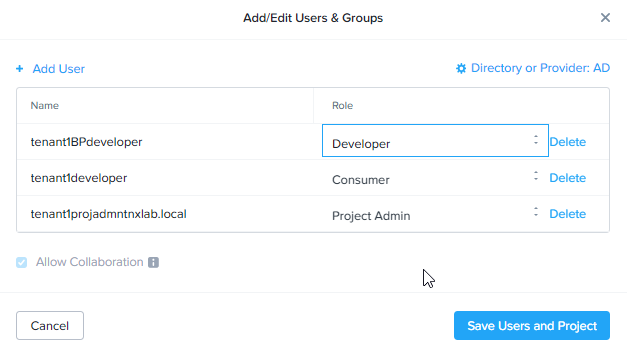 Add/Edit Users & Groups
+ Add User
Directory or Provider: AD
Name Role
tenant1BPdeveloper Developer Delete
tenant1developer Consumer Delete
tenant1projadmntnxlab.local Project Admin Delete
Allow Collaboration
Cancel Save Users and Project